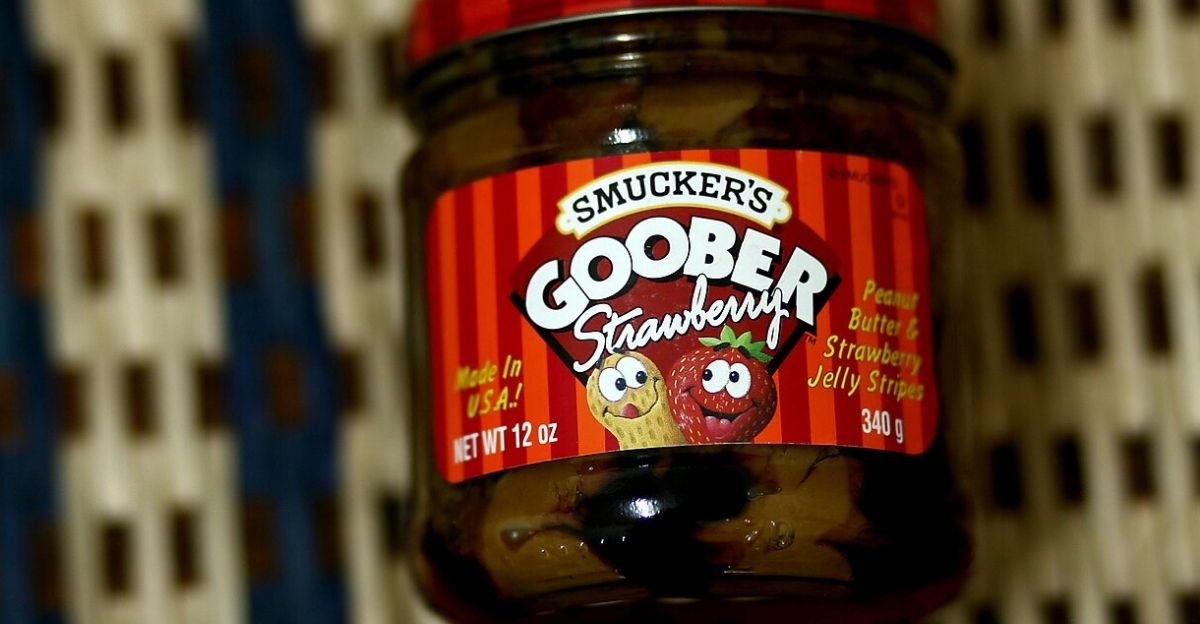 SMUCKER'S
GOOBER
Strawberry
Made In
U.S.A.!
NET WT 12 oz
Peanut
Butter &
Strawberry
Jelly Stripes
340 g